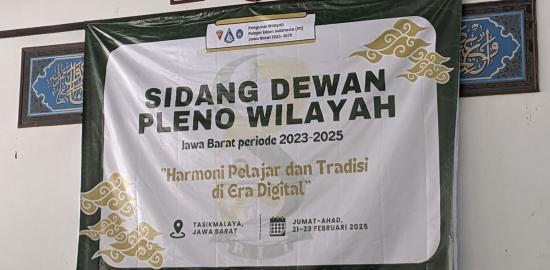 Pengurus Wilayah
Pelajar Islam Indonesia (PII)
Jawa Barat 2023-2025
SIDANG DEWAN
PLENO WILAYAH
Jawa Barat periode 2023-2025
"Harmoni Pelajar dan Tradisi
di Era Digital"
TASIKMALAYA,
JAWA BARAT
JUMAT-AHAD,
21-23 FEBRUARI 2025